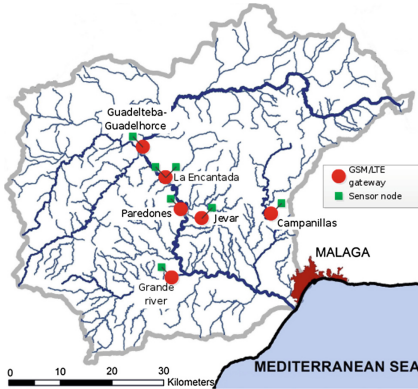 Guadelteba-
Guadelhorce
La Encantada
GSM/LTE
gateway
Sensor node
Paredones
Jevar
Campanillas
MALAGA
Grande
river
0 10 20 30
Kilometers
MEDITERRANEAN SEA